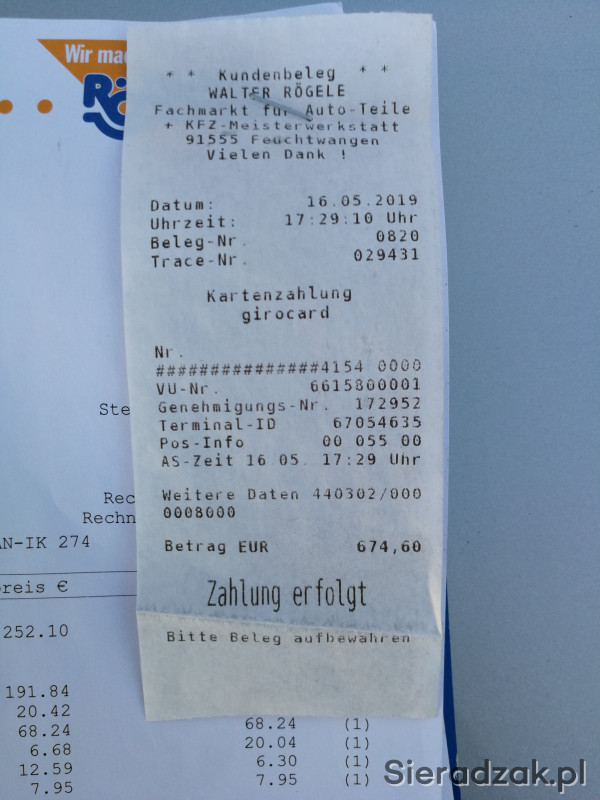 Wir mac
RÖ
* * Kundenbeleg * *
WALTER RÖGELE
Fachmarkt für Auto-Teile
+ KFZ-Meisterwerkstatt
91555 Feuchtwangen
Vielen Dank !
Datum: 16.05.2019
Uhrzeit: 17:29:10 Uhr
Beleg-Nr. 0820
Trace-Nr. 029431
Kartenzahlung
girocard
Nr.
###############4154 0000
VU-Nr. 6615800001
Genehmigungs-Nr. 172952
Terminal-ID 67054635
Pos-Info 00 055 00
AS-Zeit 16.05. 17:29 Uhr
Weitere Daten 440302/000
0008000
Betrag EUR 674,60
Zahlung erfolgt
Bitte Beleg aufbewahren
Ste
Rec
Rechn
AN-IK 274
preis €
252.10
191.84
20.42
68.24 68.24 (1)
6.68 20.04 (1)
12.59 6.30 (1)
7.95 7.95 (1)
Sieradzak.pl